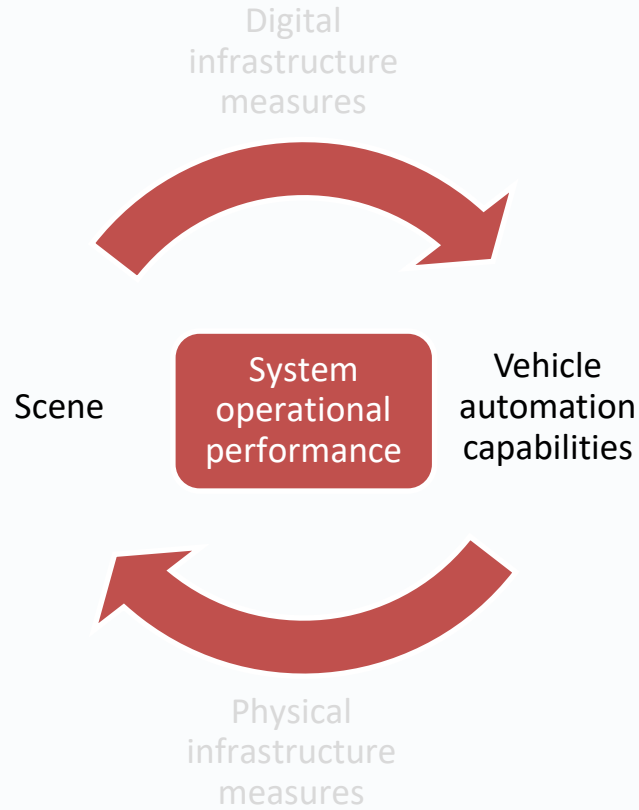 Digital
infrastructure
measures
Scene
System
operational
performance
Vehicle
automation
capabilities
Physical
infrastructure
measures